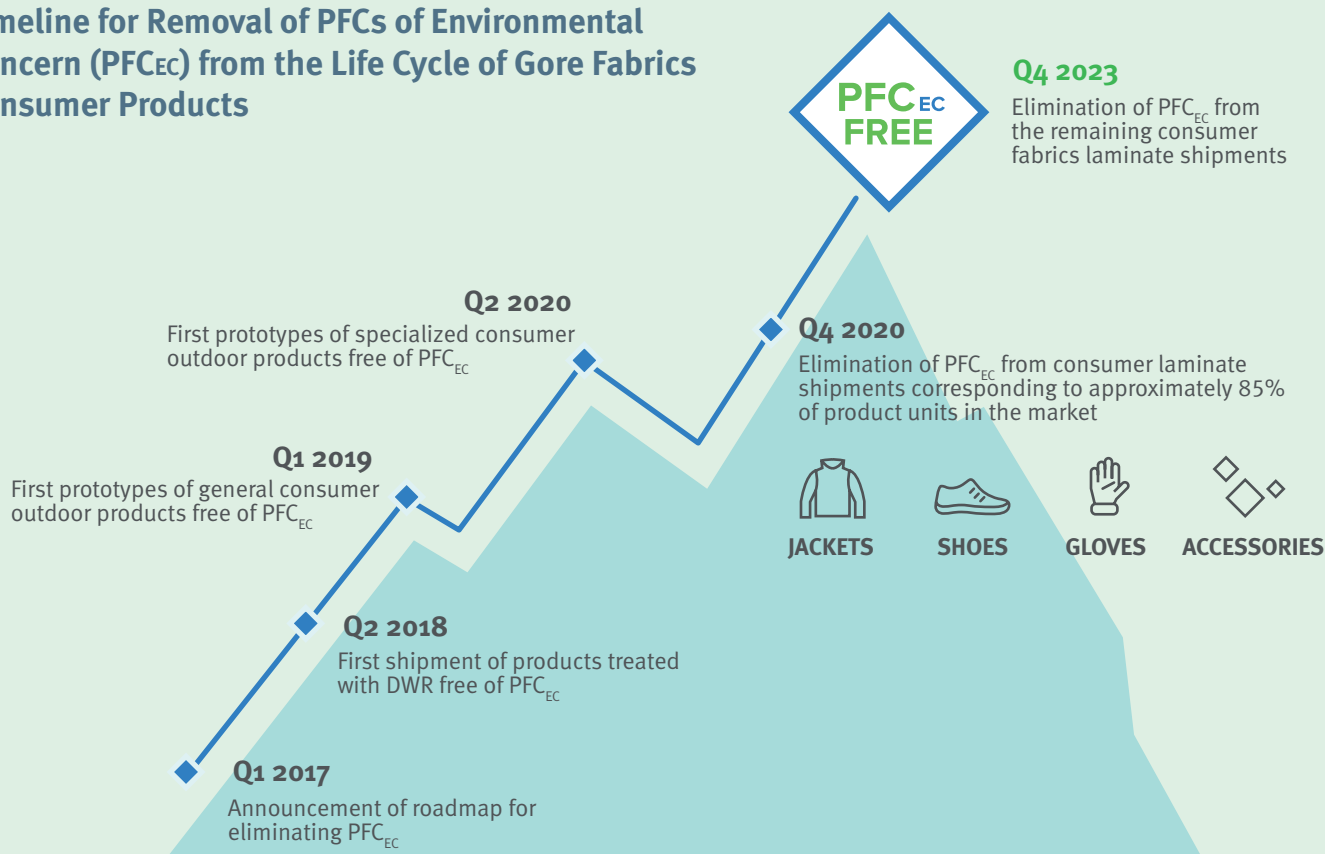 meline for Removal of PFCs of Environmental
ncern (PFCEC) from the Life Cycle of Gore Fabrics
nsumer Products
PFC EC
FREE
Q4 2023
Elimination of PFCEC from
the remaining consumer
fabrics laminate shipments
Q2 2020
First prototypes of specialized consumer
outdoor products free of PFCEC
Q4 2020
Elimination of PFCEC from consumer laminate
shipments corresponding to approximately 85%
of product units in the market
JACKETS SHOES GLOVES ACCESSORIES
Q1 2019
First prototypes of general consumer
outdoor products free of PFCEC
Q2 2018
First shipment of products treated
with DWR free of PFCEC
Q1 2017
Announcement of roadmap for
eliminating PFCEC